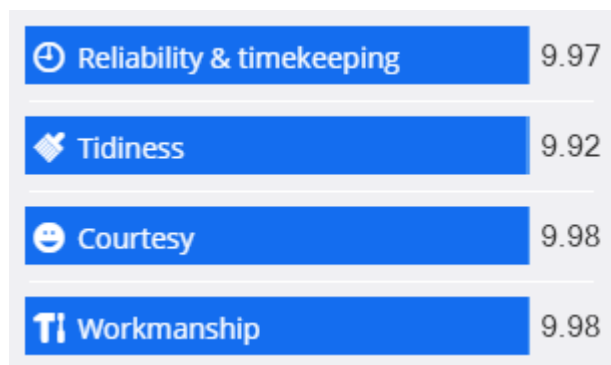 Reliability & timekeeping 9.97
Tidiness 9.92
Courtesy 9.98
Workmanship 9.98